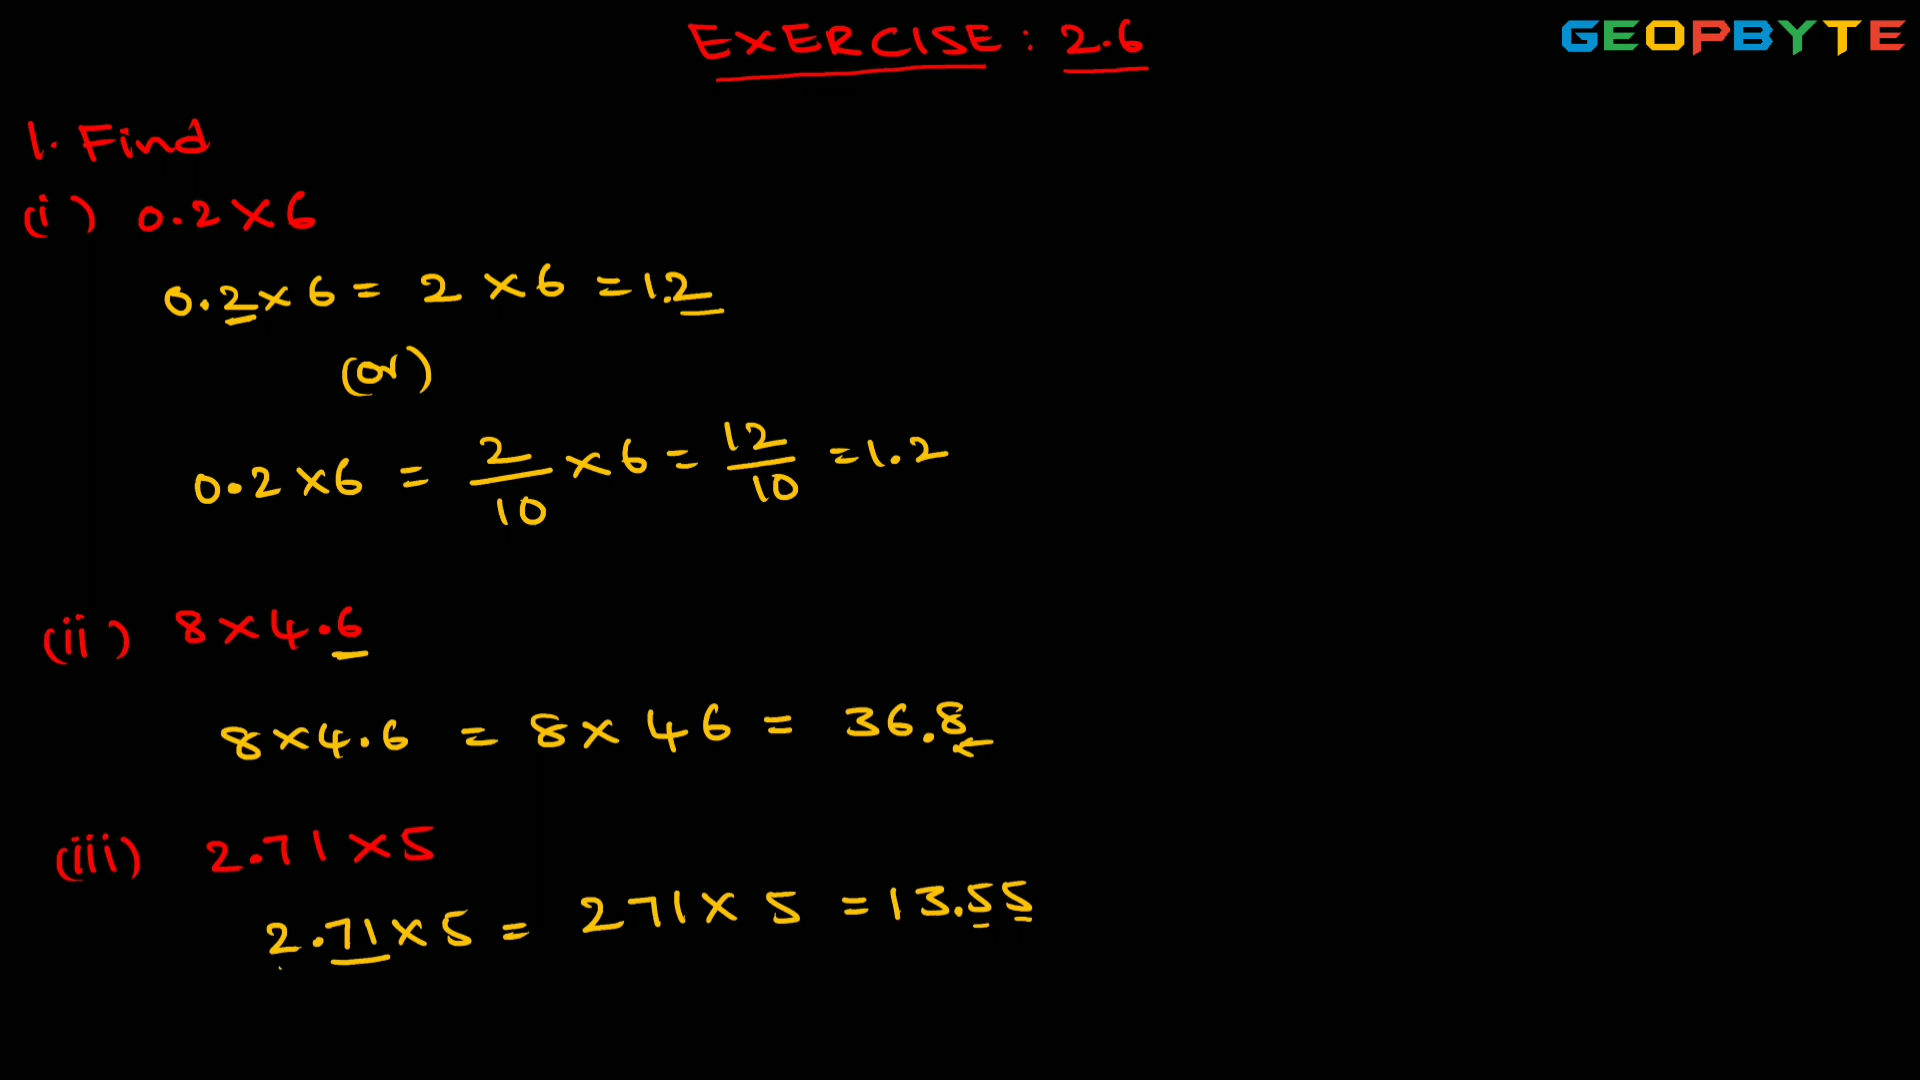 EXERCISE : 2.6
GEOPBYTE
1. Find
(i) 0.2 × 6
0.2 × 6 = 2 × 6 = 1.2
(or)
0.2 × 6 = 2/10 × 6 = 12/10 = 1.2
(ii) 8 × 4.6
8 × 4.6 = 8 × 46 = 36.8
(iii) 2.71 × 5
2.71 × 5 = 271 × 5 = 13.55